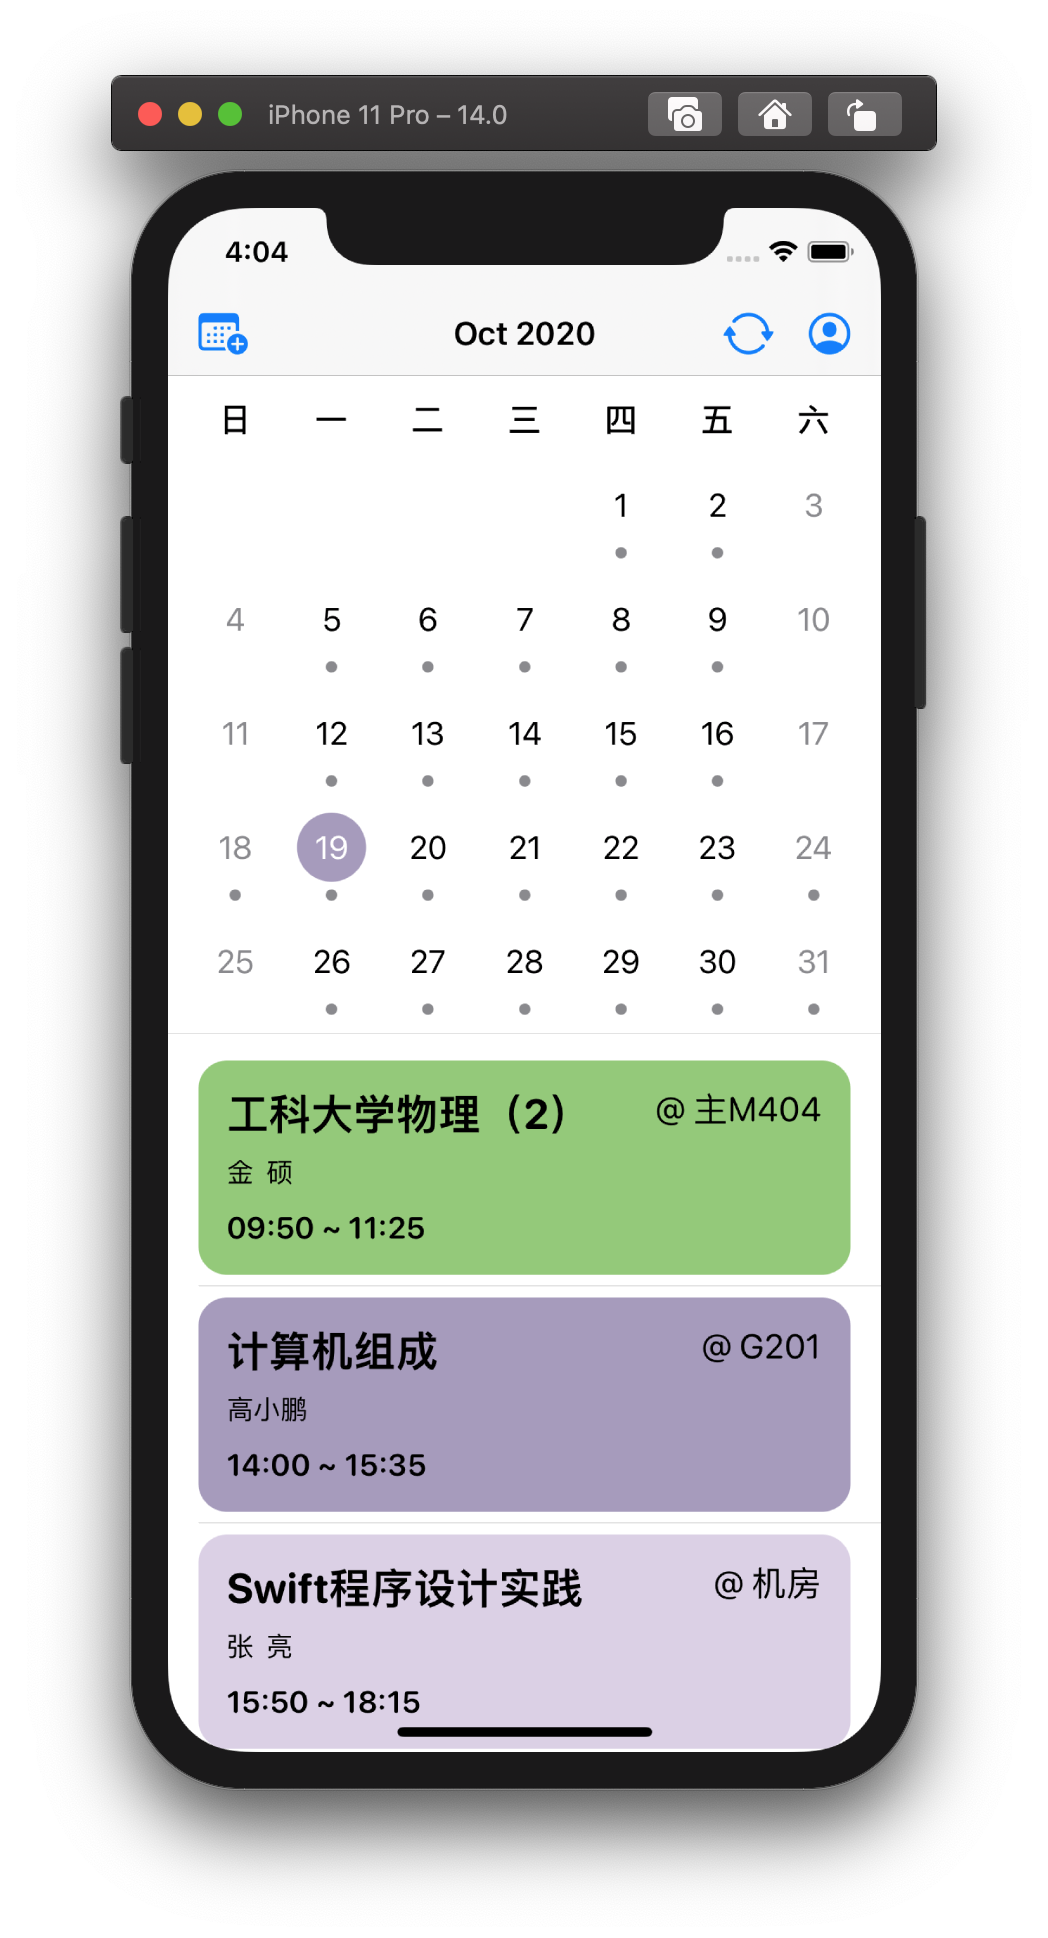 iPhone 11 Pro – 14.0
4:04
Oct 2020
日 一 二 三 四 五 六
1 2 3
4 5 6 7 8 9 10
11 12 13 14 15 16 17
18 19 20 21 22 23 24
25 26 27 28 29 30 31
工科大学物理（2） @ 主M404
金 硕
09:50 ~ 11:25
计算机组成 @ G201
高小鹏
14:00 ~ 15:35
Swift程序设计实践 @ 机房
张 亮
15:50 ~ 18:15